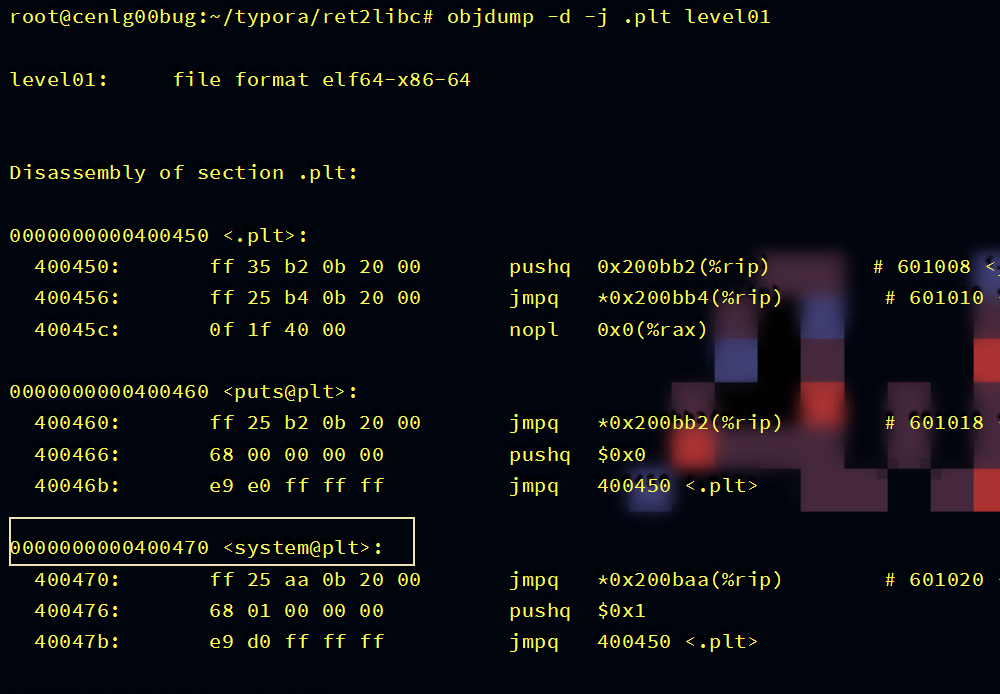 root@cenlg00bug:~/typora/ret2libc# objdump -d -j .plt level01
level01:     file format elf64-x86-64
Disassembly of section .plt:
0000000000400450 <.plt>:
  400450:       ff 35 b2 0b 20 00       pushq  0x200bb2(%rip)        # 601008
  400456:       ff 25 b4 0b 20 00       jmpq   *0x200bb4(%rip)        # 601010
  40045c:       0f 1f 40 00             nopl   0x0(%rax)
0000000000400460 <puts@plt>:
  400460:       ff 25 b2 0b 20 00       jmpq   *0x200bb2(%rip)        # 601018
  400466:       68 00 00 00 00          pushq  $0x0
  40046b:       e9 e0 ff ff ff          jmpq   400450 <.plt>
0000000000400470 <system@plt>:
  400470:       ff 25 aa 0b 20 00       jmpq   *0x200baa(%rip)        # 601020
  400476:       68 01 00 00 00          pushq  $0x1
  40047b:       e9 d0 ff ff ff          jmpq   400450 <.plt>